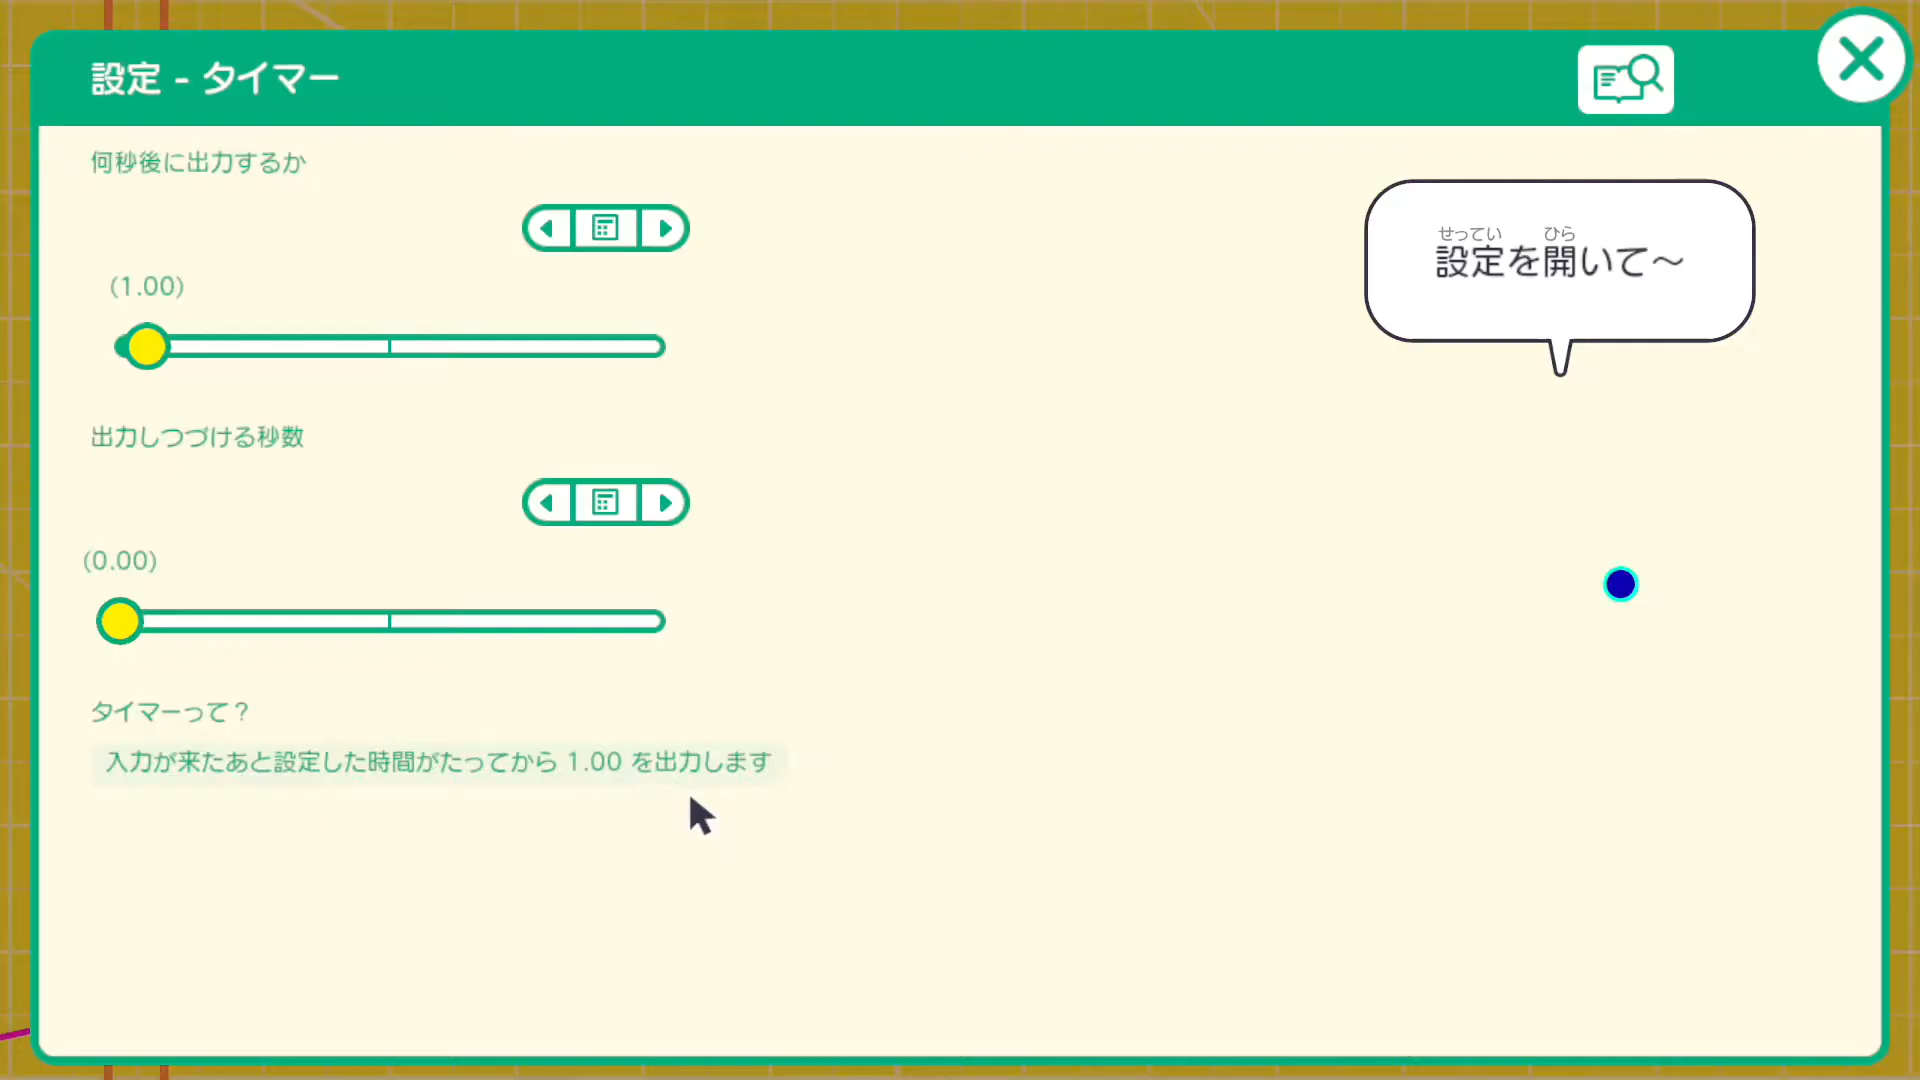 設定 - タイマー
何秒後に出力するか
(1.00)
出力しつづける秒数
(0.00)
タイマーって？
入力が来たあと設定した時間がたってから 1.00 を出力します
せってい ひら
設定を開いて～